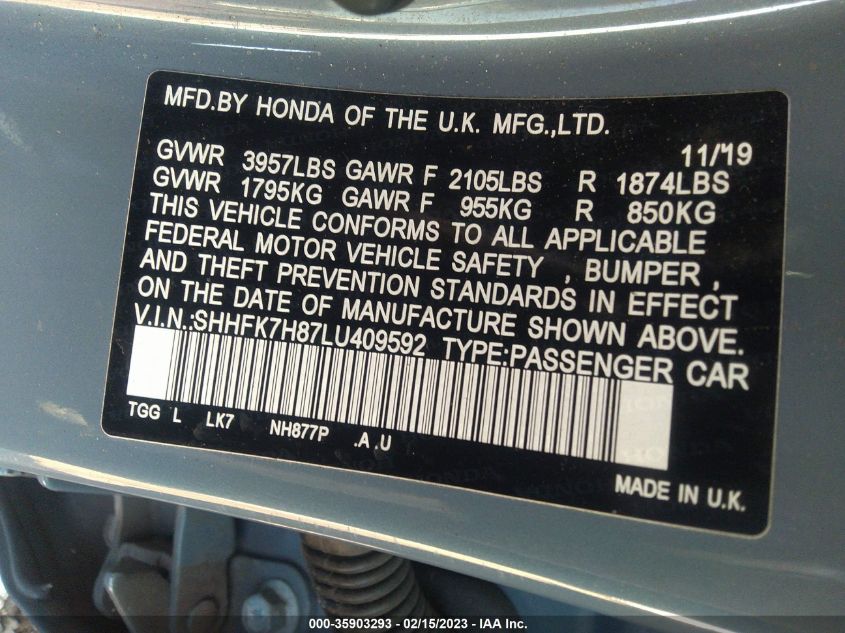 MFD.BY HONDA OF THE U.K. MFG.,LTD.
11/'19
GVWR 3957LBS GAWR F 2105LBS R 1874LBS
GVWR 1795KG GAWR F 955KG R 850KG
THIS VEHICLE CONFORMS TO ALL APPLICABLE
FEDERAL MOTOR VEHICLE SAFETY , BUMPER ,
AND THEFT PREVENTION STANDARDS IN EFFECT
ON THE DATE OF MANUFACTURE SHOWN ABOVE.
V.I.N.:SHHFK7H87LU409592 TYPE:PASSENGER CAR
TGG L LK7 NH877P .A .U
MADE IN U.K.
000-35903293 - 02/15/2023 - IAA Inc.